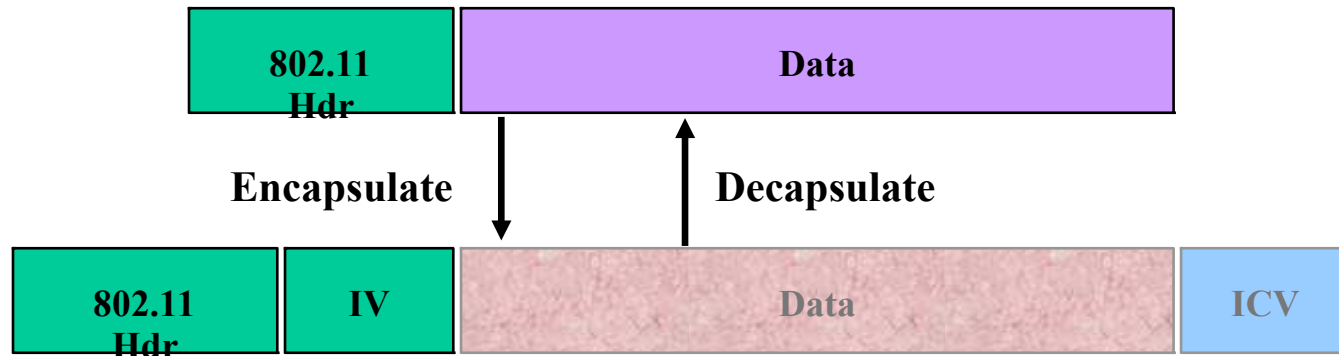 802.11
Hdr
Data
Encapsulate
Decapsulate
802.11
Hdr
IV
Data
ICV